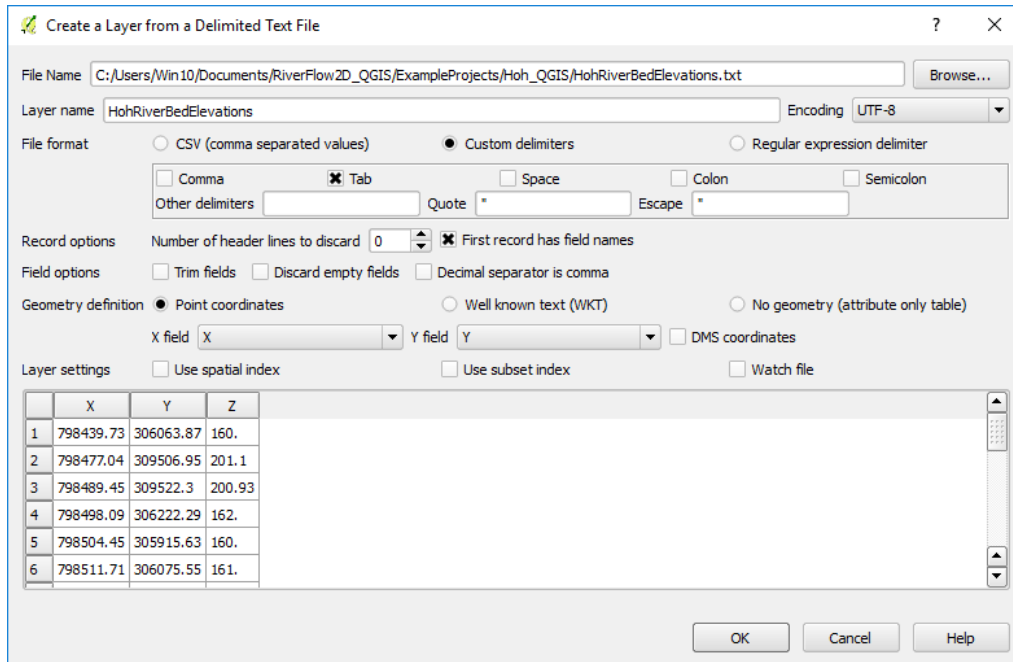 Create a Layer from a Delimited Text File ?
File Name C:/Users/Win10/Documents/RiverFlow2D_QGIS/ExampleProjects/Hoh_QGIS/HohRiverBedElevations.txt Browse...
Layer name HohRiverBedElevations Encoding UTF-8
File format CSV (comma separated values) Custom delimiters Regular expression delimiter
Comma Tab Space Colon Semicolon
Other delimiters Quote " Escape "
Record options Number of header lines to discard 0 First record has field names
Field options Trim fields Discard empty fields Decimal separator is comma
Geometry definition Point coordinates Well known text (WKT) No geometry (attribute only table)
X field X Y field Y DMS coordinates
Layer settings Use spatial index Use subset index Watch file
X Y Z
1 798439.73 306063.87 160.
2 798477.04 309506.95 201.1
3 798489.45 309522.3 200.93
4 798498.09 306222.29 162.
5 798504.45 305915.63 160.
6 798511.71 306075.55 161.
OK Cancel Help